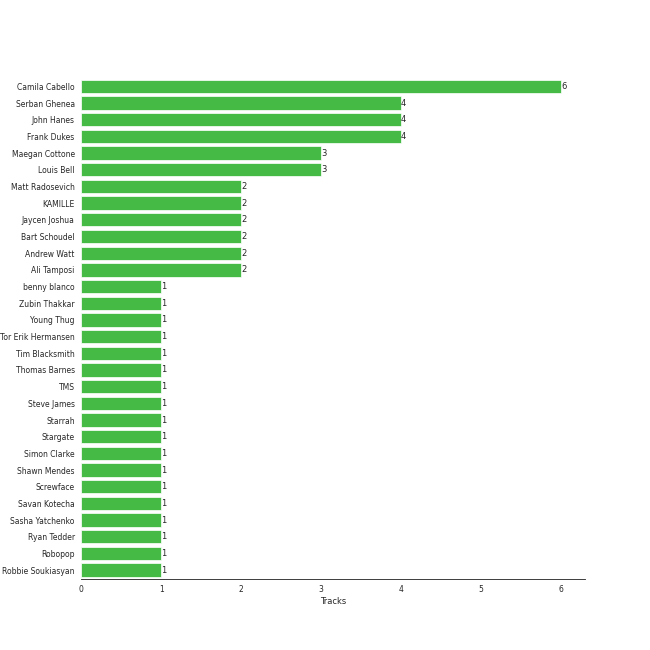 Camila Cabello 6
Serban Ghenea 4
John Hanes 4
Frank Dukes 4
Maegan Cottone 3
Louis Bell 3
Matt Radosevich 2
KAMILLE 2
Jaycen Joshua 2
Bart Schoudel 2
Andrew Watt 2
Ali Tamposi 2
benny blanco 1
Zubin Thakkar 1
Young Thug 1
Tor Erik Hermansen 1
Tim Blacksmith 1
Thomas Barnes 1
TMS 1
Steve James 1
Starrah 1
Stargate 1
Simon Clarke 1
Shawn Mendes 1
Screwface 1
Savan Kotecha 1
Sasha Yatchenko 1
Ryan Tedder 1
Robopop 1
Robbie Soukiasyan 1
0 1 2 3 4 5 6
Tracks